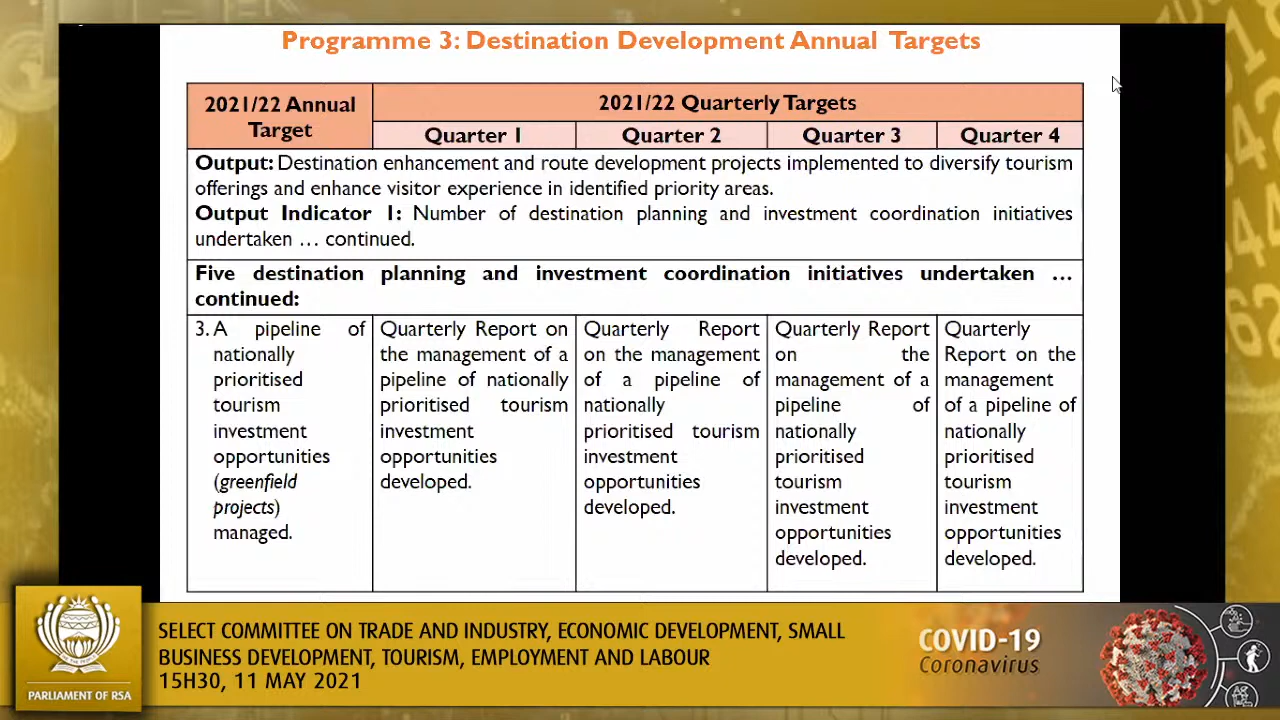 Programme 3: Destination Development Annual Targets
2021/22 Annual
Target
2021/22 Quarterly Targets
Quarter 1
Quarter 2
Quarter 3
Quarter 4
Output: Destination enhancement and route development projects implemented to diversify tourism
offerings and enhance visitor experience in identified priority areas.
Output Indicator 1: Number of destination planning and investment coordination initiatives
undertaken … continued.
Five destination planning and investment coordination initiatives undertaken …
continued:
3. A pipeline of
nationally
prioritised
tourism
investment
opportunities
(greenfield
projects)
managed.
Quarterly Report on
the management of a
pipeline of nationally
prioritised tourism
investment
opportunities
developed.
Quarterly Report
on the management
of a pipeline of
nationally
prioritised tourism
investment
opportunities
developed.
Quarterly Report
on the
management of a
pipeline of
nationally
prioritised
tourism
investment
opportunities
developed.
Quarterly
Report on the
management
of a pipeline of
nationally
prioritised
tourism
investment
opportunities
developed.
PARLIAMENT OF RSA
SELECT COMMITTEE ON TRADE AND INDUSTRY, ECONOMIC DEVELOPMENT, SMALL
BUSINESS DEVELOPMENT, TOURISM, EMPLOYMENT AND LABOUR
15H30, 11 MAY 2021
COVID-19
Coronavirus